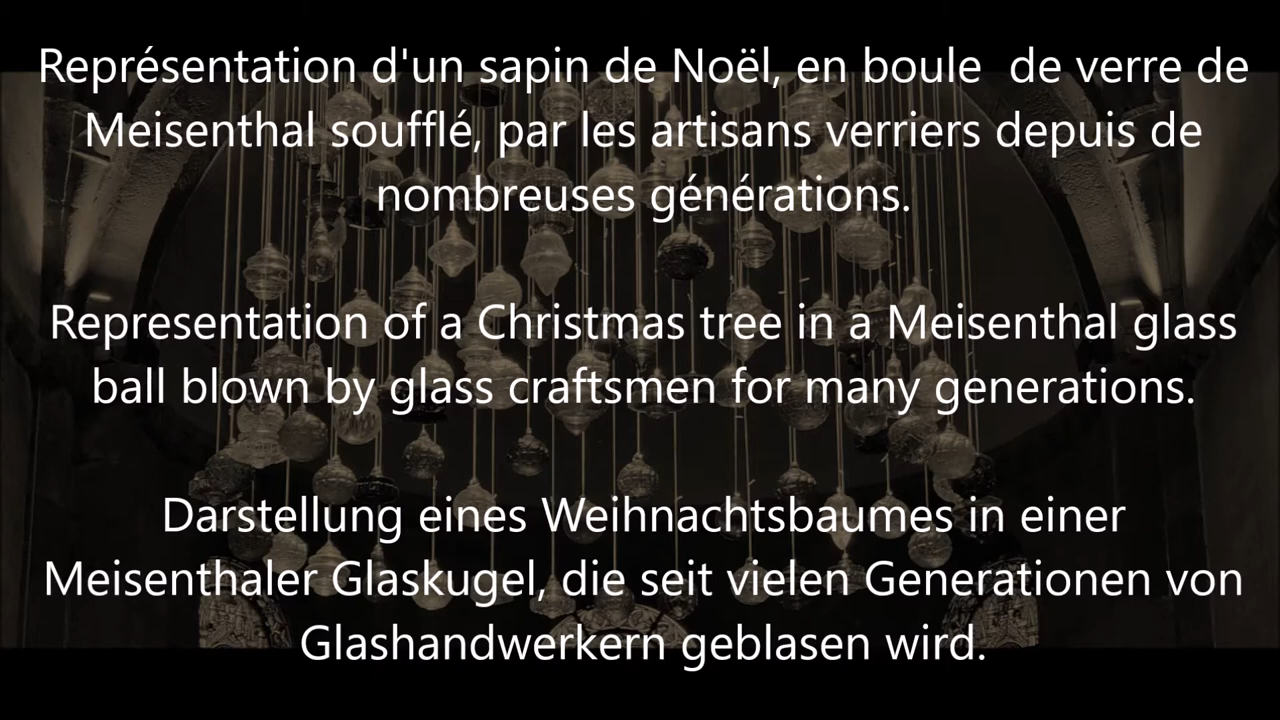 Représentation d'un sapin de Noël, en boule  de verre de
Meisenthal soufflé, par les artisans verriers depuis de
nombreuses générations.
Representation of a Christmas tree in a Meisenthal glass
ball blown by glass craftsmen for many generations.
Darstellung eines Weihnachtsbaumes in einer
Meisenthaler Glaskugel, die seit vielen Generationen von
Glashandwerkern geblasen wird.